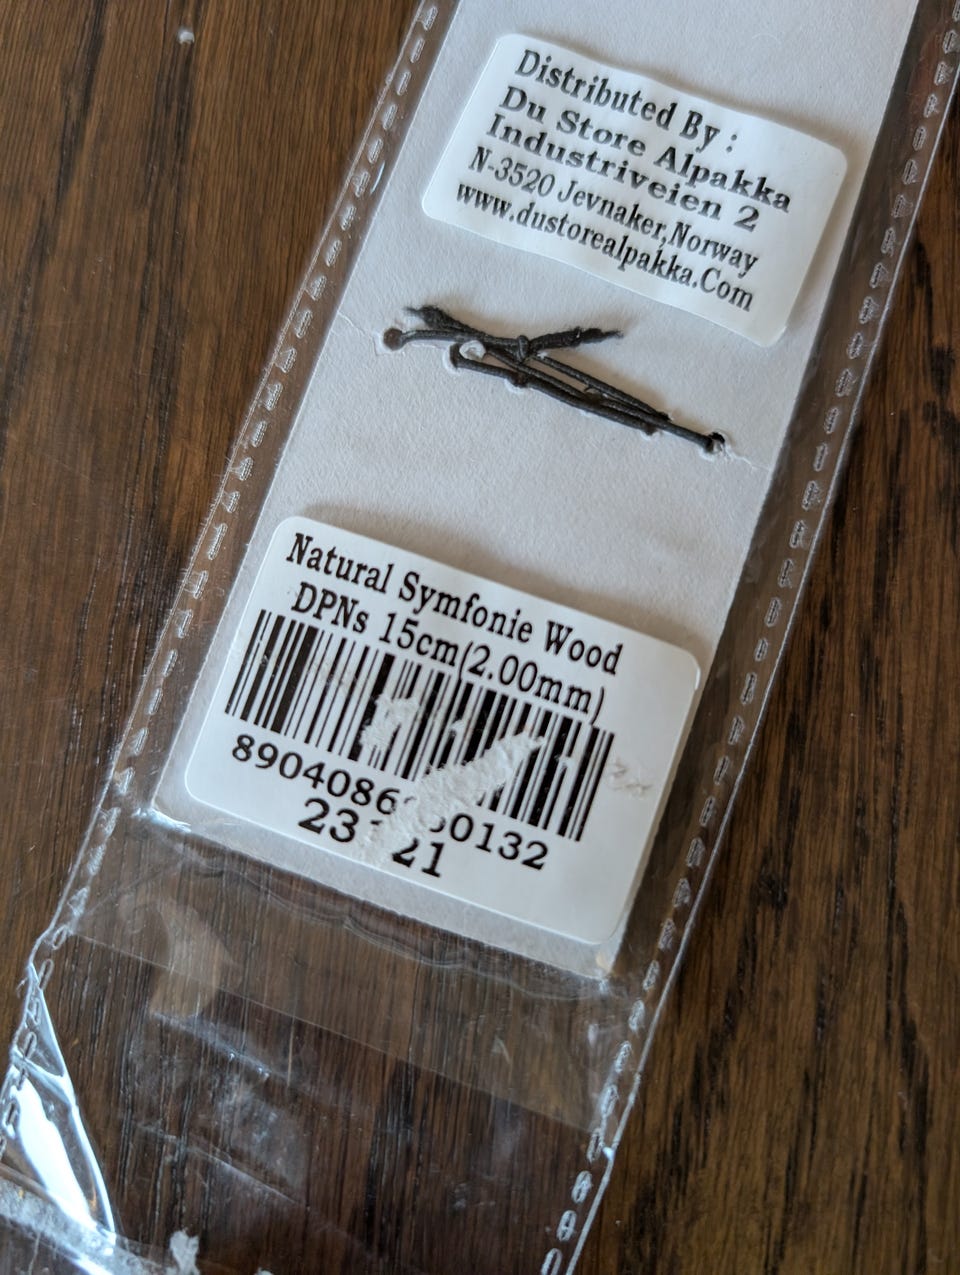 Distributed By :
Du Store Alpakka
Industriveien 2
N-3520 Jevnaker,Norway
www.dustorealpakka.Com
Natural Symfonie Wood
DPNs 15cm(2.00mm)